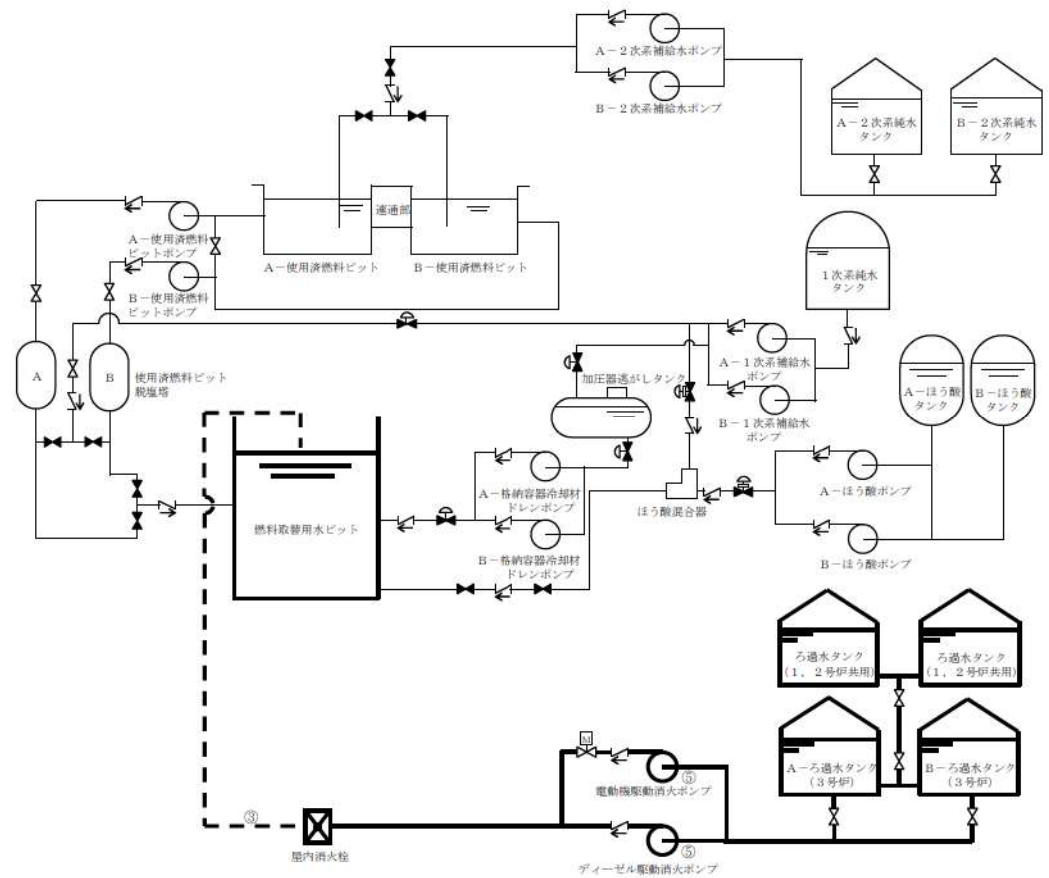 A-2次系補給水ポンプ
B-2次系補給水ポンプ
A-2次系純水
タンク
B-2次系純水
タンク
連通部
A-使用済燃料
ピットポンプ
A-使用済燃料ピット
B-使用済燃料ピット
B-使用済燃料
ピットポンプ
1次系純水
タンク
A
B
使用済燃料ピット
脱塩塔
加圧器逃がしタンク
A-1次系補給水
ポンプ
B-1次系補給水
ポンプ
A-ほう酸
タンク
B-ほう酸
タンク
A-格納容器冷却材
ドレンポンプ
ほう酸混合器
A-ほう酸ポンプ
燃料取替用水ピット
B-格納容器冷却材
ドレンポンプ
B-ほう酸ポンプ
ろ過水タンク
(1,2号炉共用)
ろ過水タンク
(1,2号炉共用)
M
⑤
電動機駆動消火ポンプ
A-ろ過水タンク
(3号炉)
B-ろ過水タンク
(3号炉)
③
屋内消火栓
⑤
ディーゼル駆動消火ポンプ